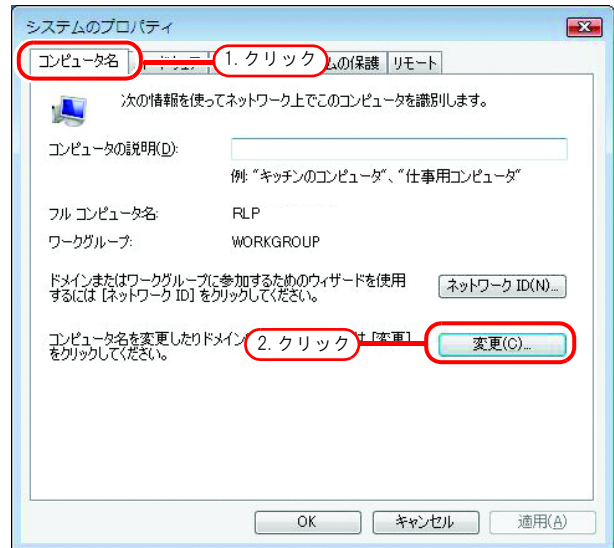 システムのプロパティ
コンピュータ名 1. クリック ムの保護 リモート
次の情報を使ってネットワーク上でこのコンピュータを識別します。
コンピュータの説明(D):
例: "キッチンのコンピュータ"、"仕事用コンピュータ"
フル コンピュータ名: RLP
ワークグループ: WORKGROUP
ドメインまたはワークグループに参加するためのウィザードを使用
するには [ネットワーク ID] をクリックしてください。
ネットワーク ID(N)...
コンピュータ名を変更したりドメイン 2. クリック は [変更]
をクリックしてください。
変更(C)...
OK キャンセル 適用(A)